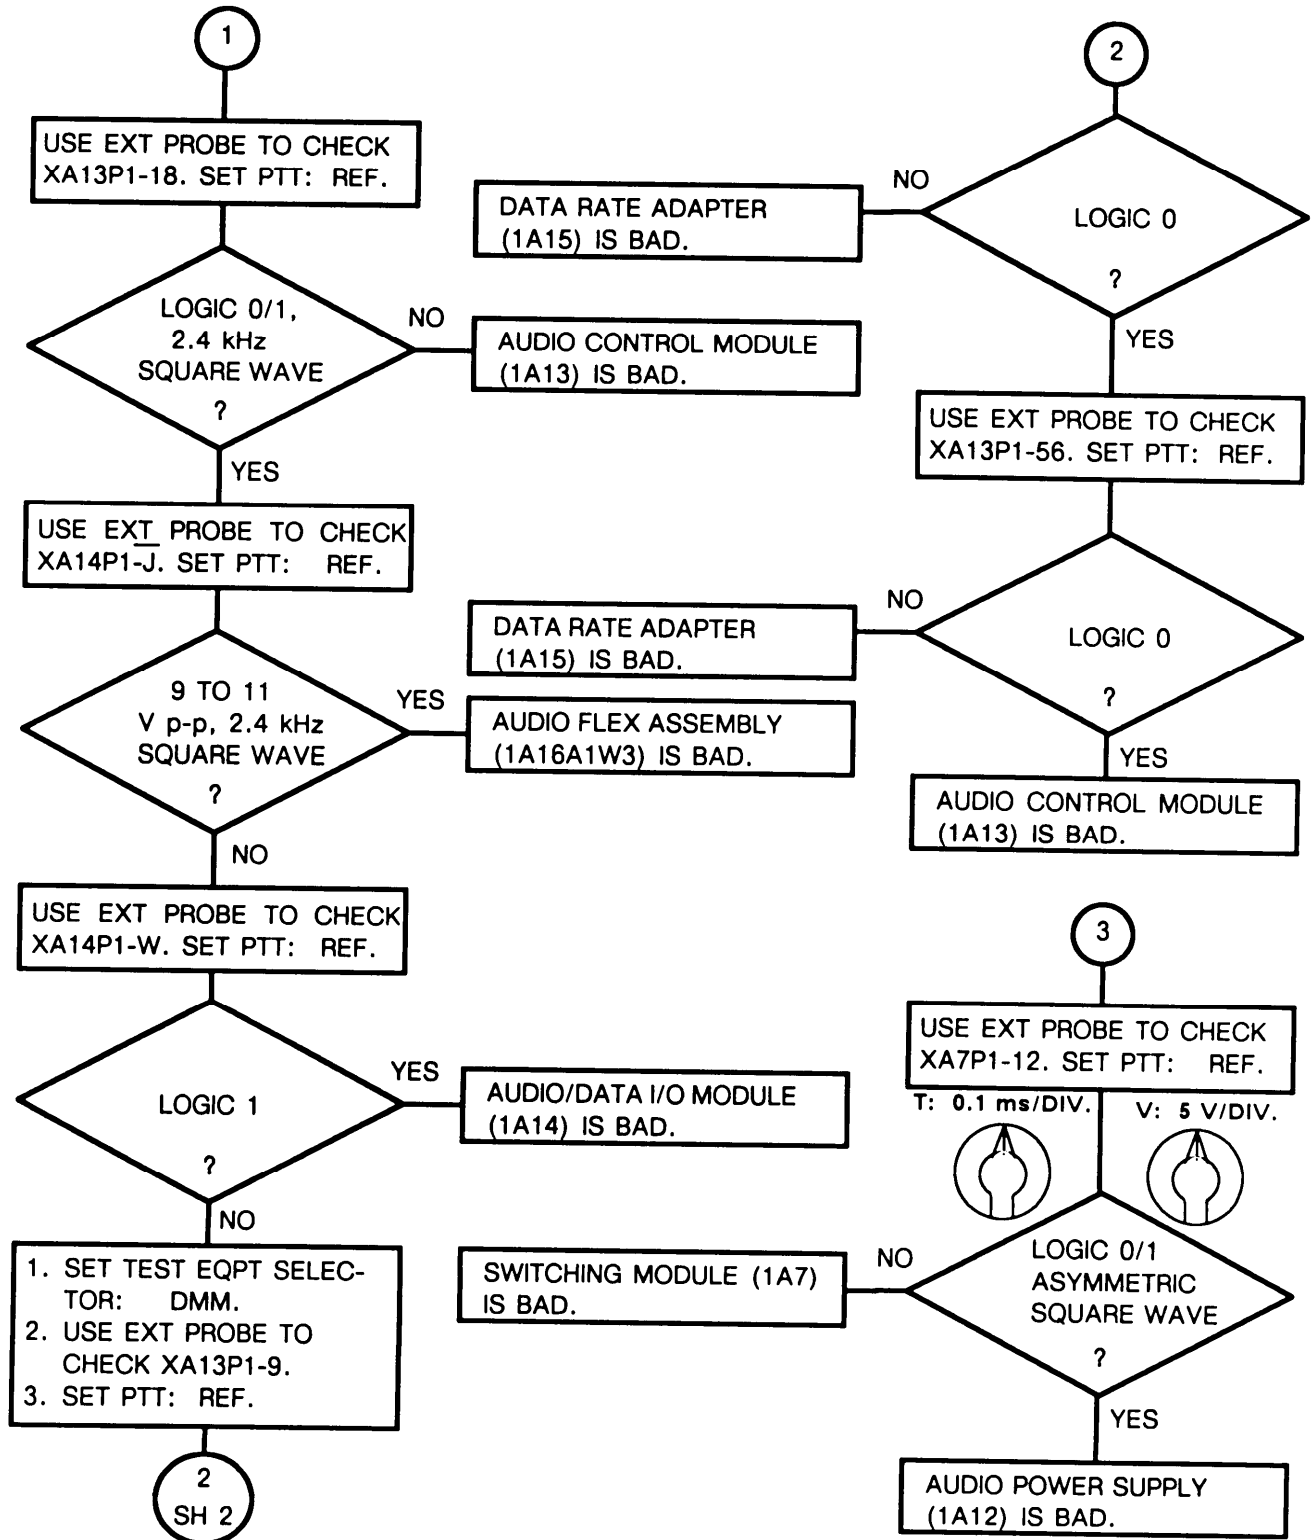 1
USE EXT PROBE TO CHECK
XA13P1-18. SET PTT: REF.
LOGIC 0/1,
2.4 kHz
SQUARE WAVE
?
NO
AUDIO CONTROL MODULE
(1A13) IS BAD.
YES
USE EXT PROBE TO CHECK
XA14P1-J̅. SET PTT: REF.
9 TO 11
V p-p, 2.4 kHz
SQUARE WAVE
?
YES
AUDIO FLEX ASSEMBLY
(1A16A1W3) IS BAD.
NO
USE EXT PROBE TO CHECK
XA14P1-W. SET PTT: REF.
LOGIC 1
?
YES
AUDIO/DATA I/O MODULE
(1A14) IS BAD.
NO
1. SET TEST EQPT SELEC-
TOR: DMM.
2. USE EXT PROBE TO
CHECK XA13P1-9.
3. SET PTT: REF.
2
SH 2
2
LOGIC 0
?
NO
DATA RATE ADAPTER
(1A15) IS BAD.
YES
USE EXT PROBE TO CHECK
XA13P1-56. SET PTT: REF.
LOGIC 0
?
NO
DATA RATE ADAPTER
(1A15) IS BAD.
YES
AUDIO CONTROL MODULE
(1A13) IS BAD.
3
USE EXT PROBE TO CHECK
XA7P1-12. SET PTT: REF.
T: 0.1 ms/DIV. V: 5 V/DIV.
LOGIC 0/1
ASYMMETRIC
SQUARE WAVE
?
NO
SWITCHING MODULE (1A7)
IS BAD.
YES
AUDIO POWER SUPPLY
(1A12) IS BAD.